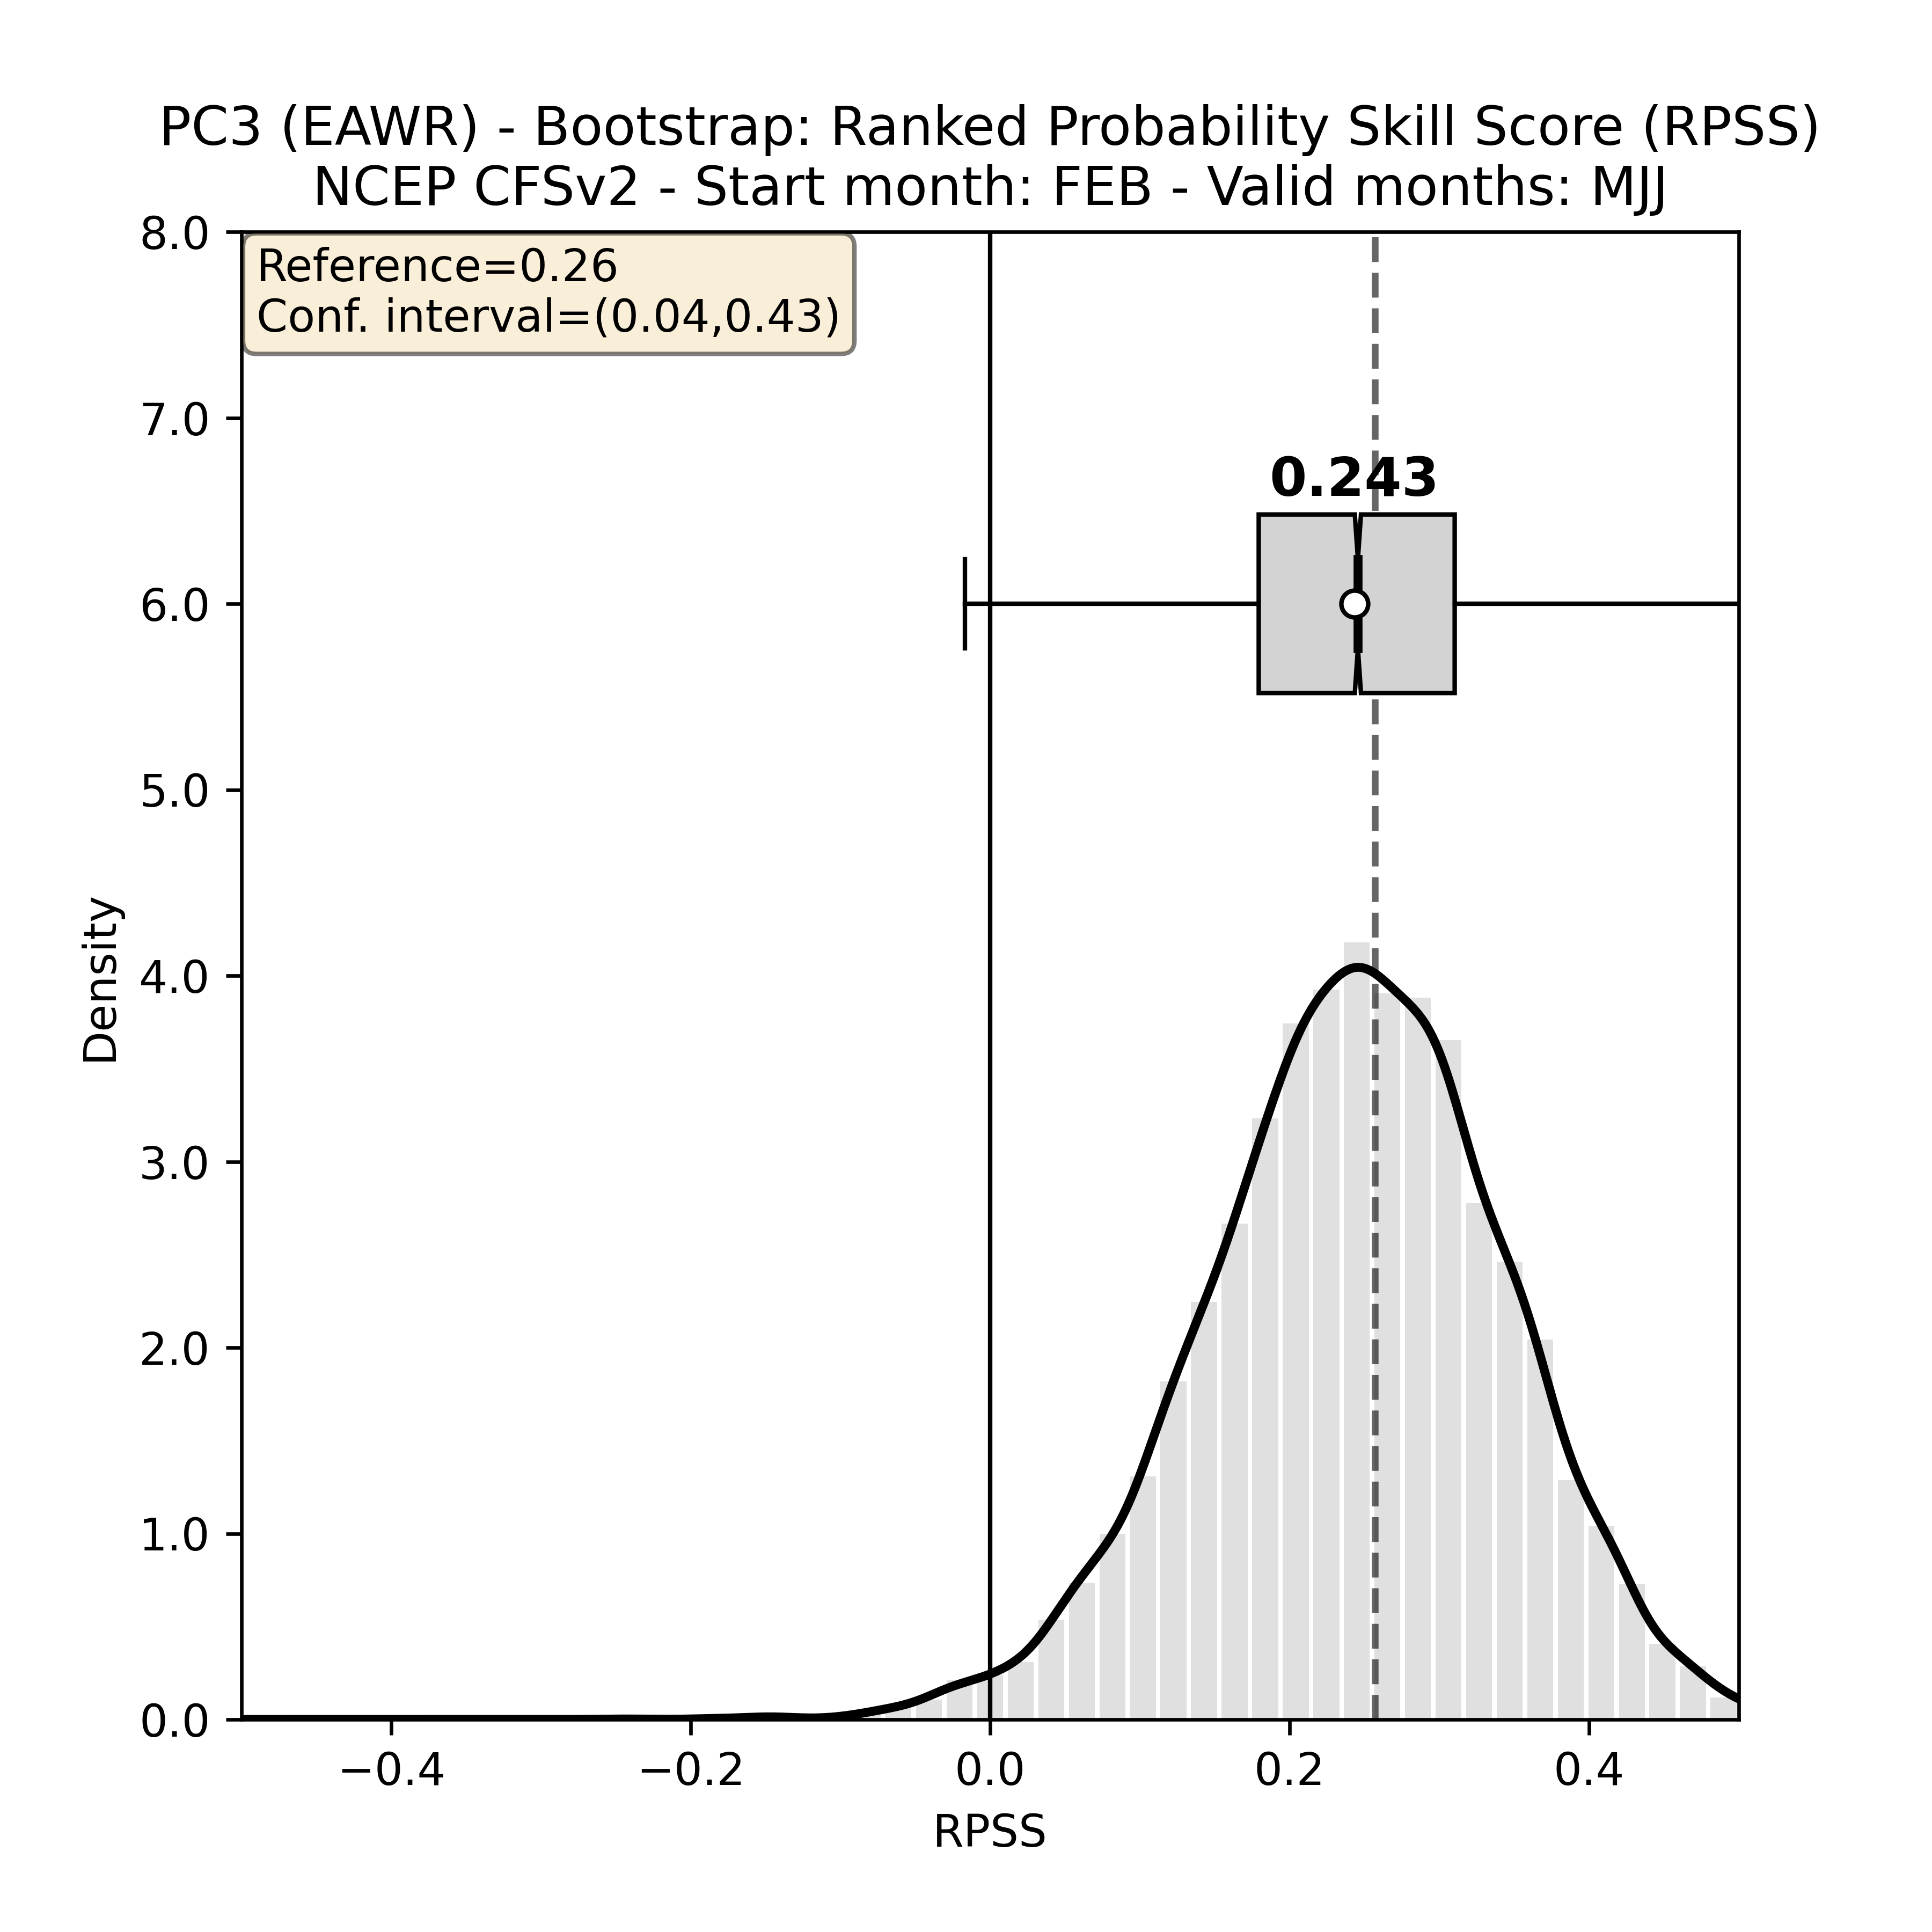 PC3 (EAWR) - Bootstrap: Ranked Probability Skill Score (RPSS)
NCEP CFSv2 - Start month: FEB - Valid months: MJJ
Reference=0.26
Conf. interval=(0.04,0.43)
0.243
8.0
7.0
6.0
5.0
4.0
3.0
2.0
1.0
0.0
Density
−0.4
−0.2
0.0
0.2
0.4
RPSS